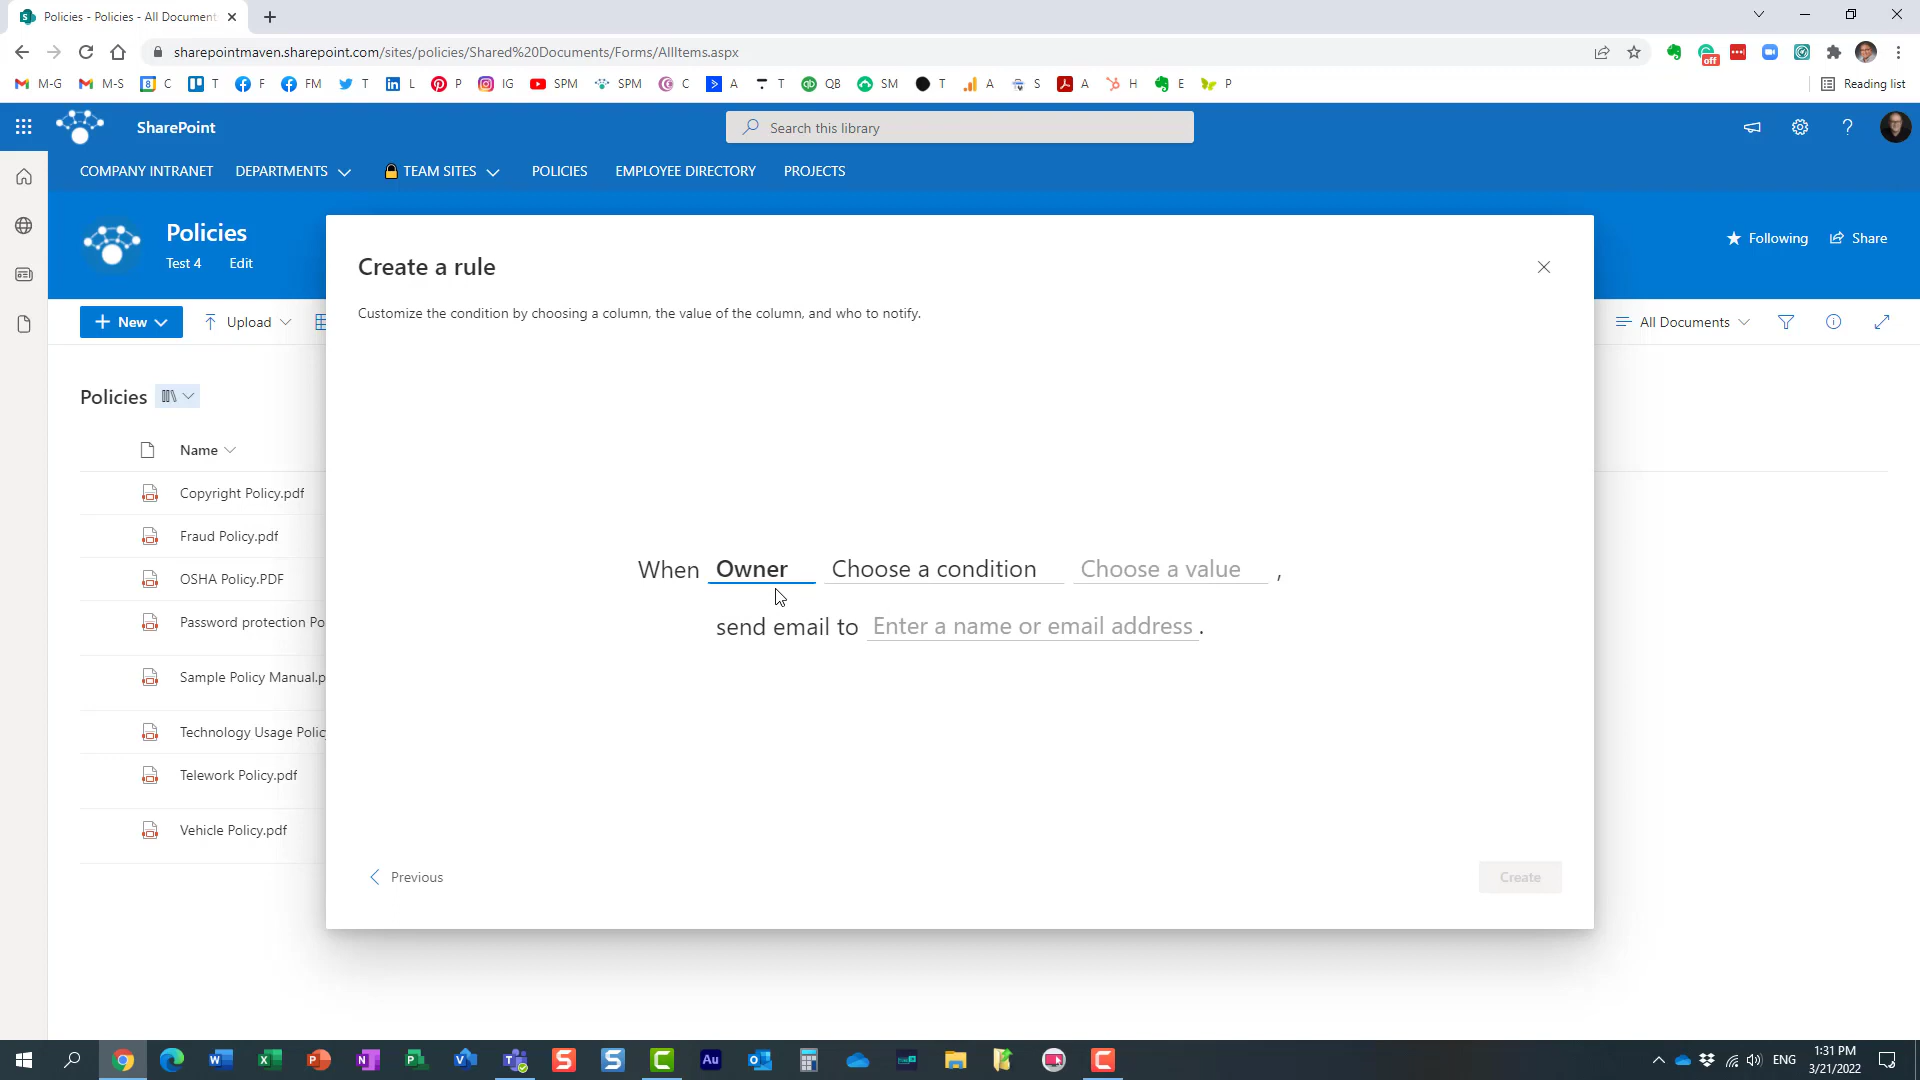 Policies - Policies - All Document
sharepointmaven.sharepoint.com/sites/policies/Shared%20Documents/Forms/AllItems.aspx
off
M-G M-S C T F FM T L P IG SPM SPM C A T QB SM T A S A H E P Reading list
SharePoint
Search this library
COMPANY INTRANET DEPARTMENTS TEAM SITES POLICIES EMPLOYEE DIRECTORY PROJECTS
Policies
Test 4 Edit
Following Share
New Upload All Documents
Create a rule
Customize the condition by choosing a column, the value of the column, and who to notify.
Policies
Name
Copyright Policy.pdf
Fraud Policy.pdf
OSHA Policy.PDF
Password protection Po
Sample Policy Manual.p
Technology Usage Polic
Telework Policy.pdf
Vehicle Policy.pdf
When Owner Choose a condition Choose a value ,
send email to Enter a name or email address .
Previous Create
ENG
1:31 PM
3/21/2022